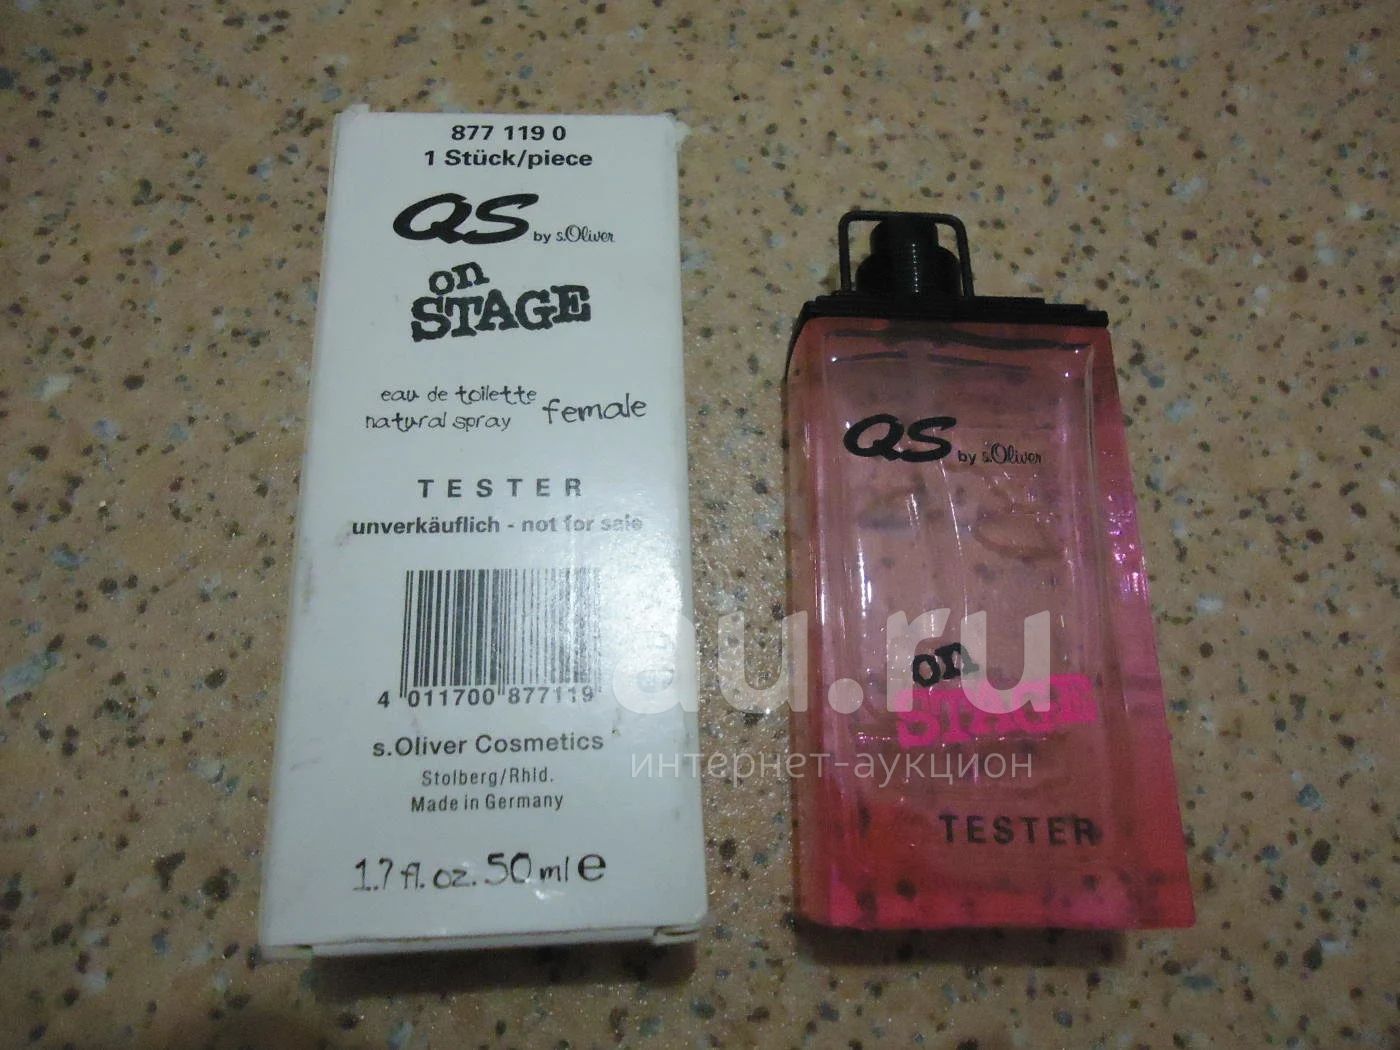 877 119 0
1 Stück/piece
QS by s.Oliver
on
STAGE
eau de toilette
natural spray female
TESTER
unverkäuflich - not for sale
4 011700 877119
s.Oliver Cosmetics
Stolberg/Rhld.
Made in Germany
1.7 fl. oz. 50 ml e
QS by s.Oliver
on
STAGE
TESTER
au.ru
интернет-аукцион